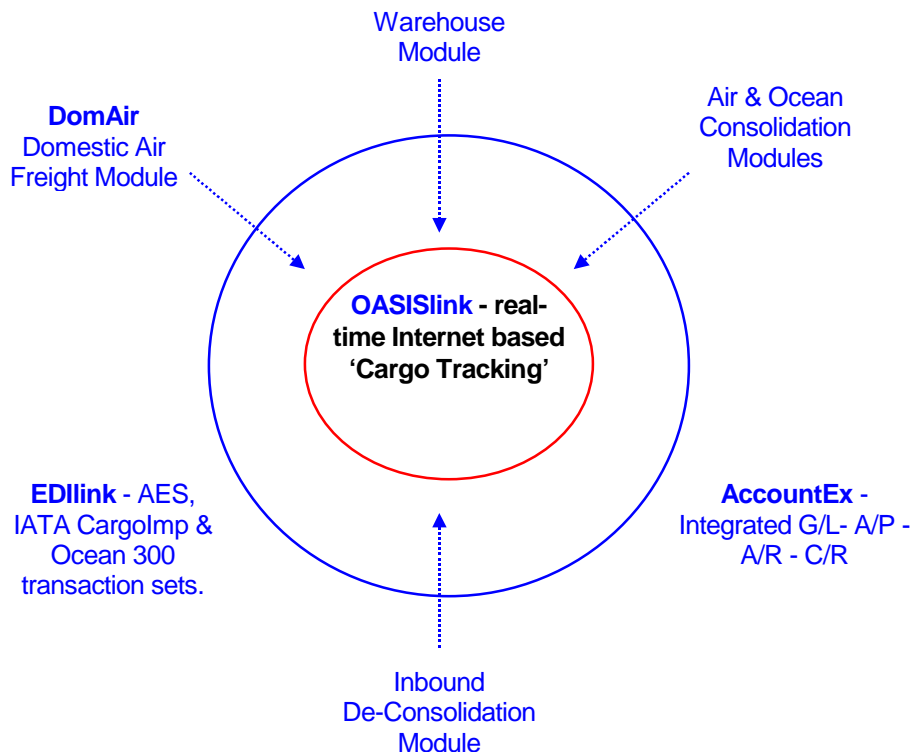 Warehouse
Module
DomAir
Domestic Air
Freight Module
Air & Ocean
Consolidation
Modules
OASISlink - real-
time Internet based
‘Cargo Tracking’
EDIlink - AES,
IATA CargoImp &
Ocean 300
transaction sets.
AccountEx -
Integrated G/L- A/P -
A/R - C/R
Inbound
De-Consolidation
Module